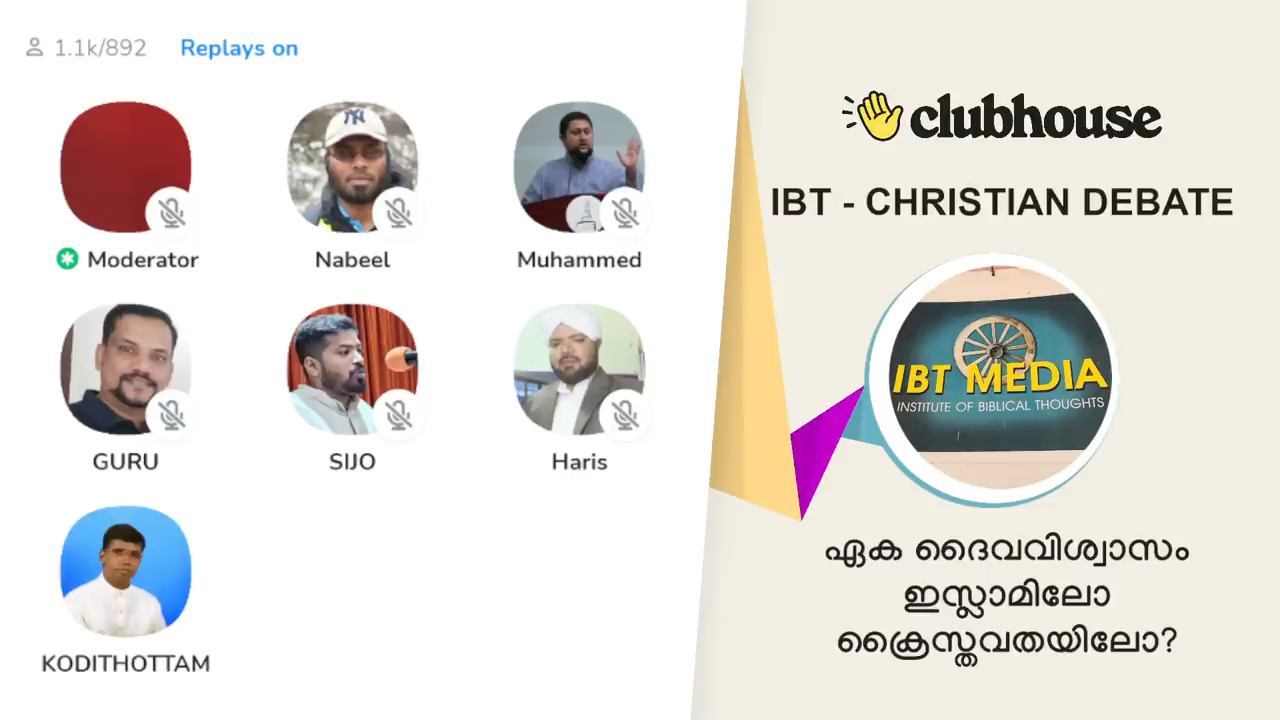 1.1k/892 Replays on
Moderator
Nabeel
Muhammed
GURU
SIJO
Haris
KODITHOTTAM
clubhouse
IBT - CHRISTIAN DEBATE
IBT MEDIA
INSTITUTE OF BIBLICAL THOUGHTS
ഏക ദൈവവിശ്വാസം
ഇസ്ലാമിലോ
ക്രൈസ്തവതയിലോ?